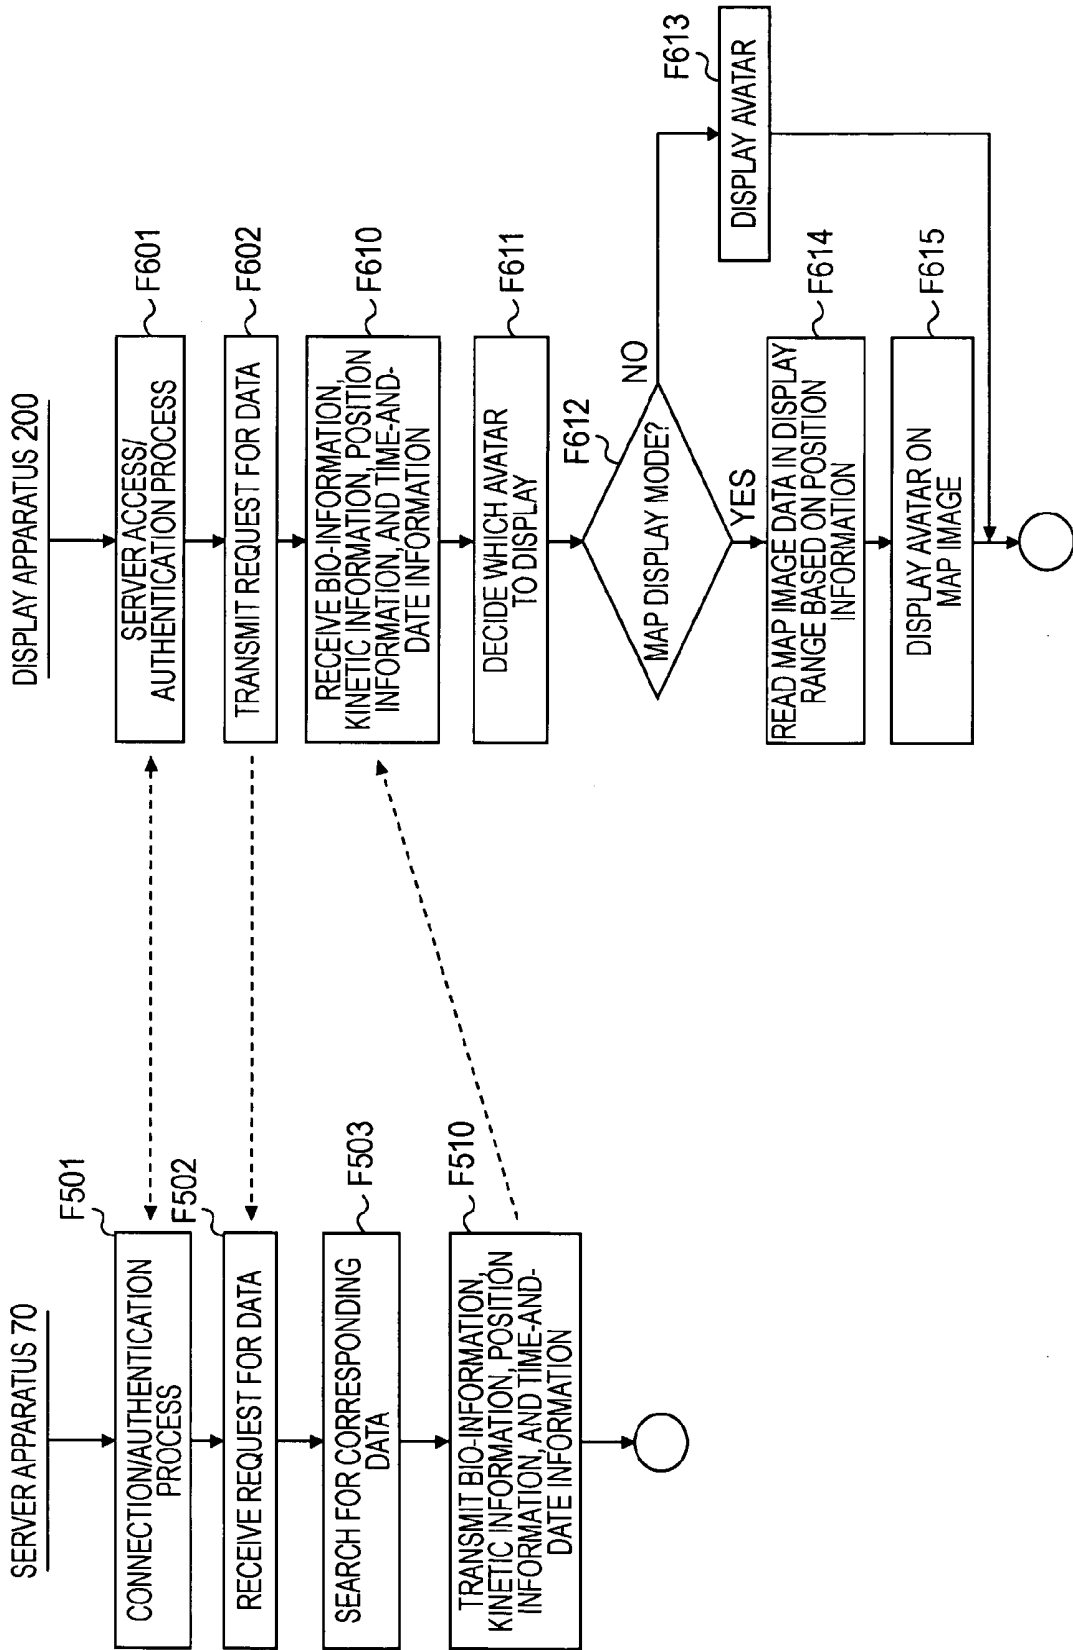 SERVER APPARATUS 70
F501
CONNECTION/AUTHENTICATION
PROCESS
F502
RECEIVE REQUEST FOR DATA
F503
SEARCH FOR CORRESPONDING
DATA
F510
TRANSMIT BIO-INFORMATION,
KINETIC INFORMATION, POSITION
INFORMATION, AND TIME-AND-
DATE INFORMATION
DISPLAY APPARATUS 200
F601
SERVER ACCESS/
AUTHENTICATION PROCESS
F602
TRANSMIT REQUEST FOR DATA
F610
RECEIVE BIO-INFORMATION,
KINETIC INFORMATION, POSITION
INFORMATION, AND TIME-AND-
DATE INFORMATION
F611
DECIDE WHICH AVATAR
TO DISPLAY
F612
MAP DISPLAY MODE?
NO
YES
F613
DISPLAY AVATAR
F614
READ MAP IMAGE DATA IN DISPLAY
RANGE BASED ON POSITION
INFORMATION
F615
DISPLAY AVATAR ON
MAP IMAGE